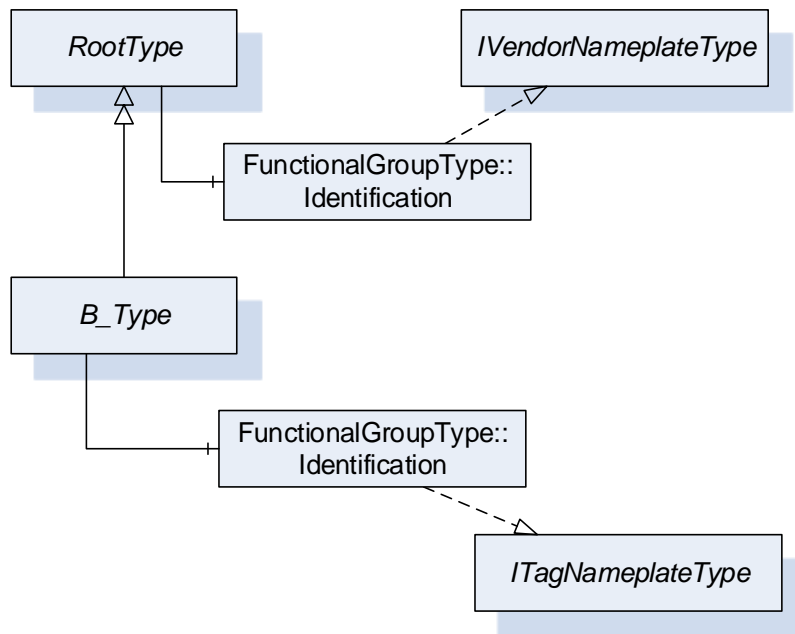 RootType
IVendorNameplateType
FunctionalGroupType::
Identification
B_Type
FunctionalGroupType::
Identification
ITagNameplateType